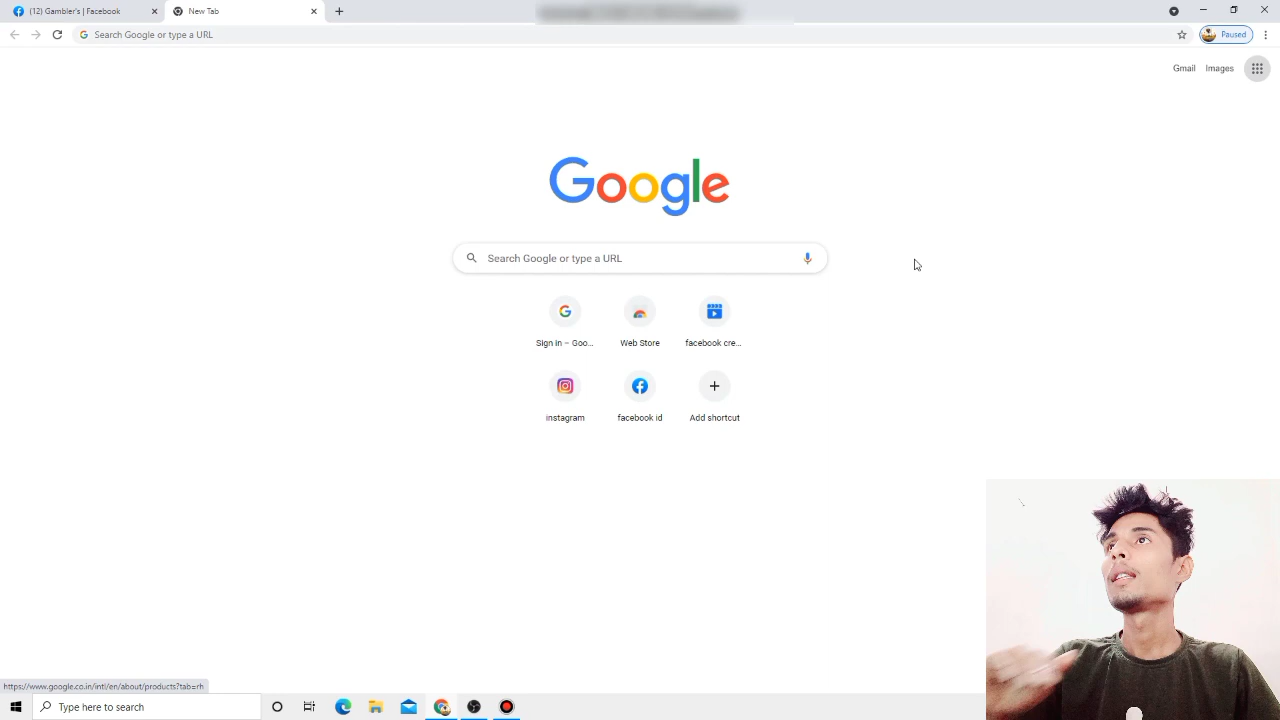 (12) Gambler's | Facebook
New Tab
Search Google or type a URL
Paused
Gmail
Images
Google
Search Google or type a URL
Sign in – Goo...
Web Store
facebook cre...
instagram
facebook id
Add shortcut
https://www.google.co.in/intl/en/about/products?tab=rh
Type here to search